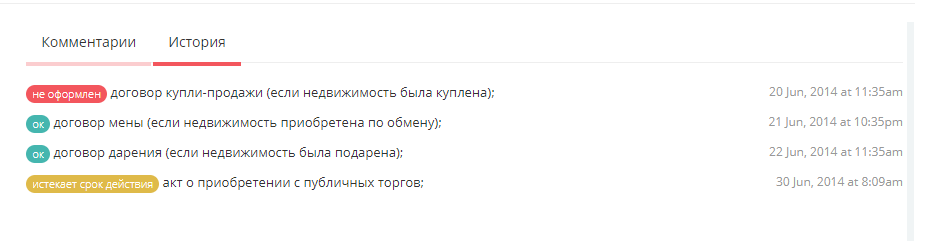 Комментарии История
не оформлен договор купли-продажи (если недвижимость была куплена); 20 Jun, 2014 at 11:35am
ок договор мены (если недвижимость приобретена по обмену); 21 Jun, 2014 at 10:35pm
ок договор дарения (если недвижимость была подарена); 22 Jun, 2014 at 11:35am
истекает срок действия акт о приобретении с публичных торгов; 30 Jun, 2014 at 8:09am